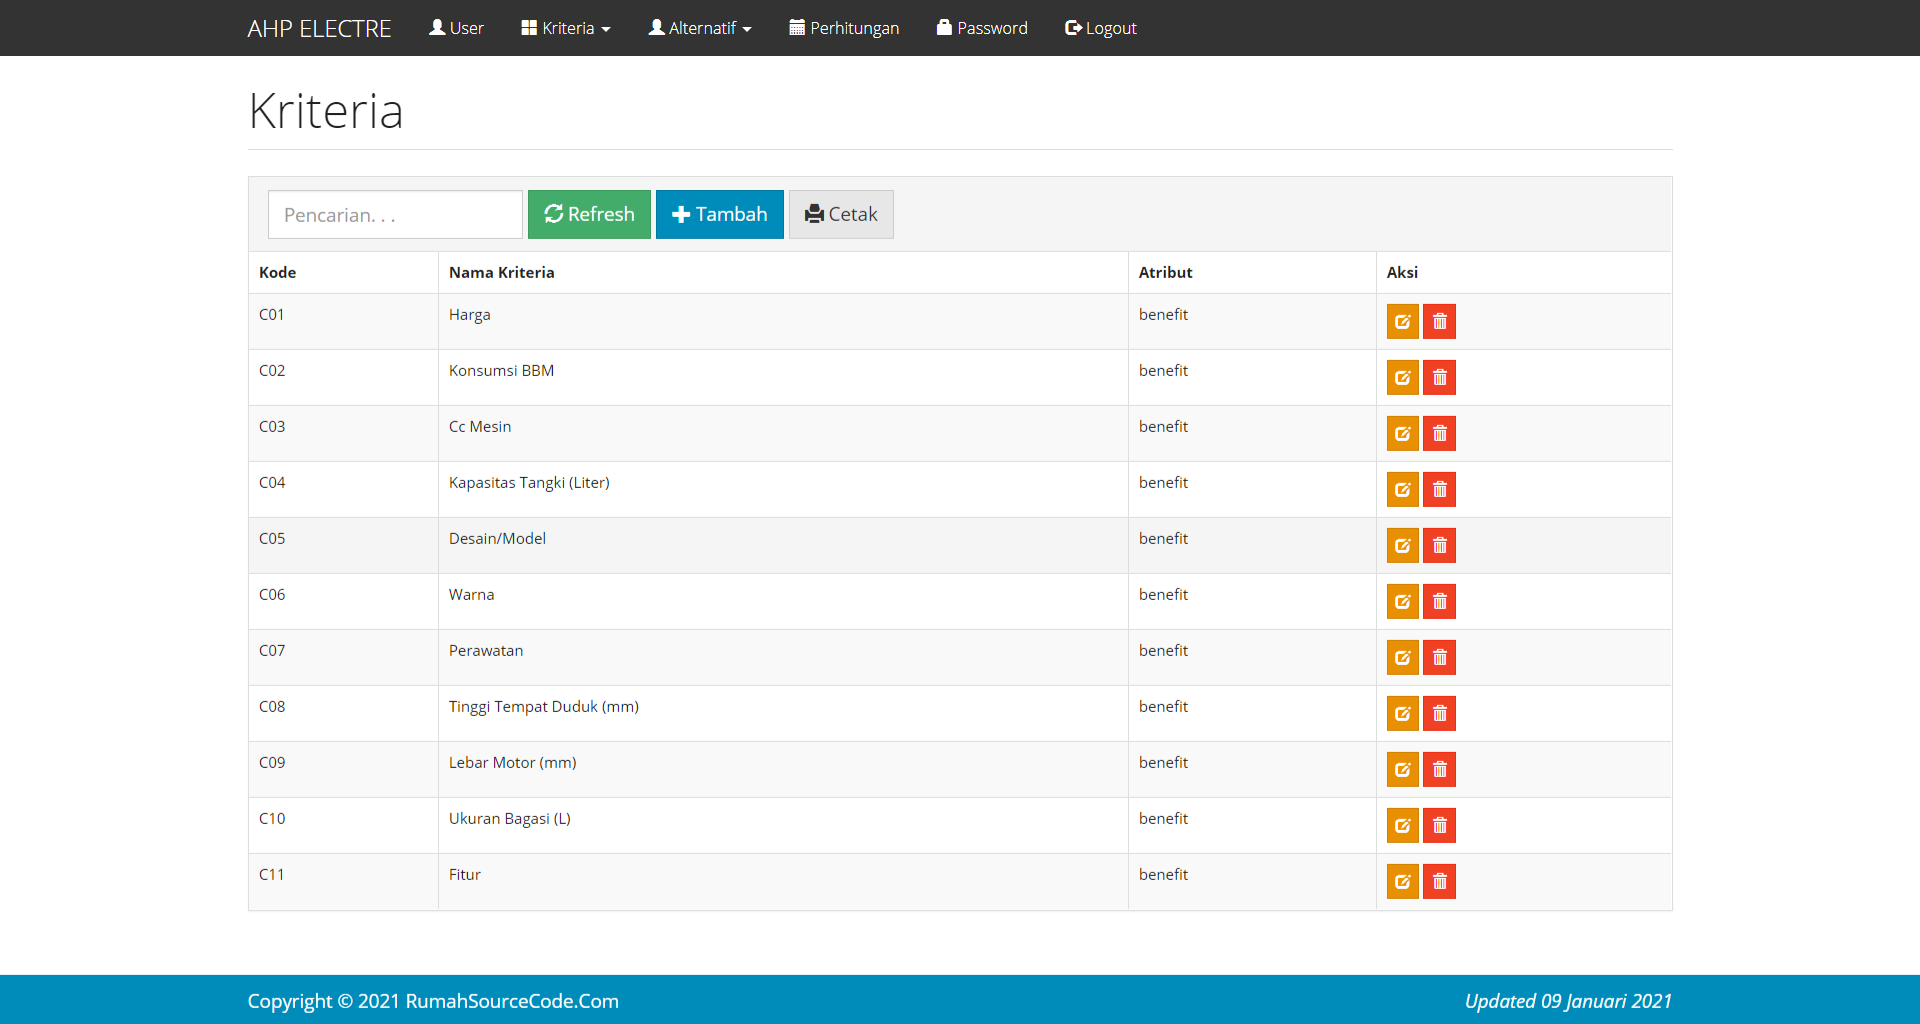 AHP ELECTRE User Kriteria Alternatif Perhitungan Password Logout
Kriteria
Pencarian. . . Refresh Tambah Cetak
Kode Nama Kriteria Atribut Aksi
C01 Harga benefit
C02 Konsumsi BBM benefit
C03 Cc Mesin benefit
C04 Kapasitas Tangki (Liter) benefit
C05 Desain/Model benefit
C06 Warna benefit
C07 Perawatan benefit
C08 Tinggi Tempat Duduk (mm) benefit
C09 Lebar Motor (mm) benefit
C10 Ukuran Bagasi (L) benefit
C11 Fitur benefit
Copyright © 2021 RumahSourceCode.Com Updated 09 Januari 2021